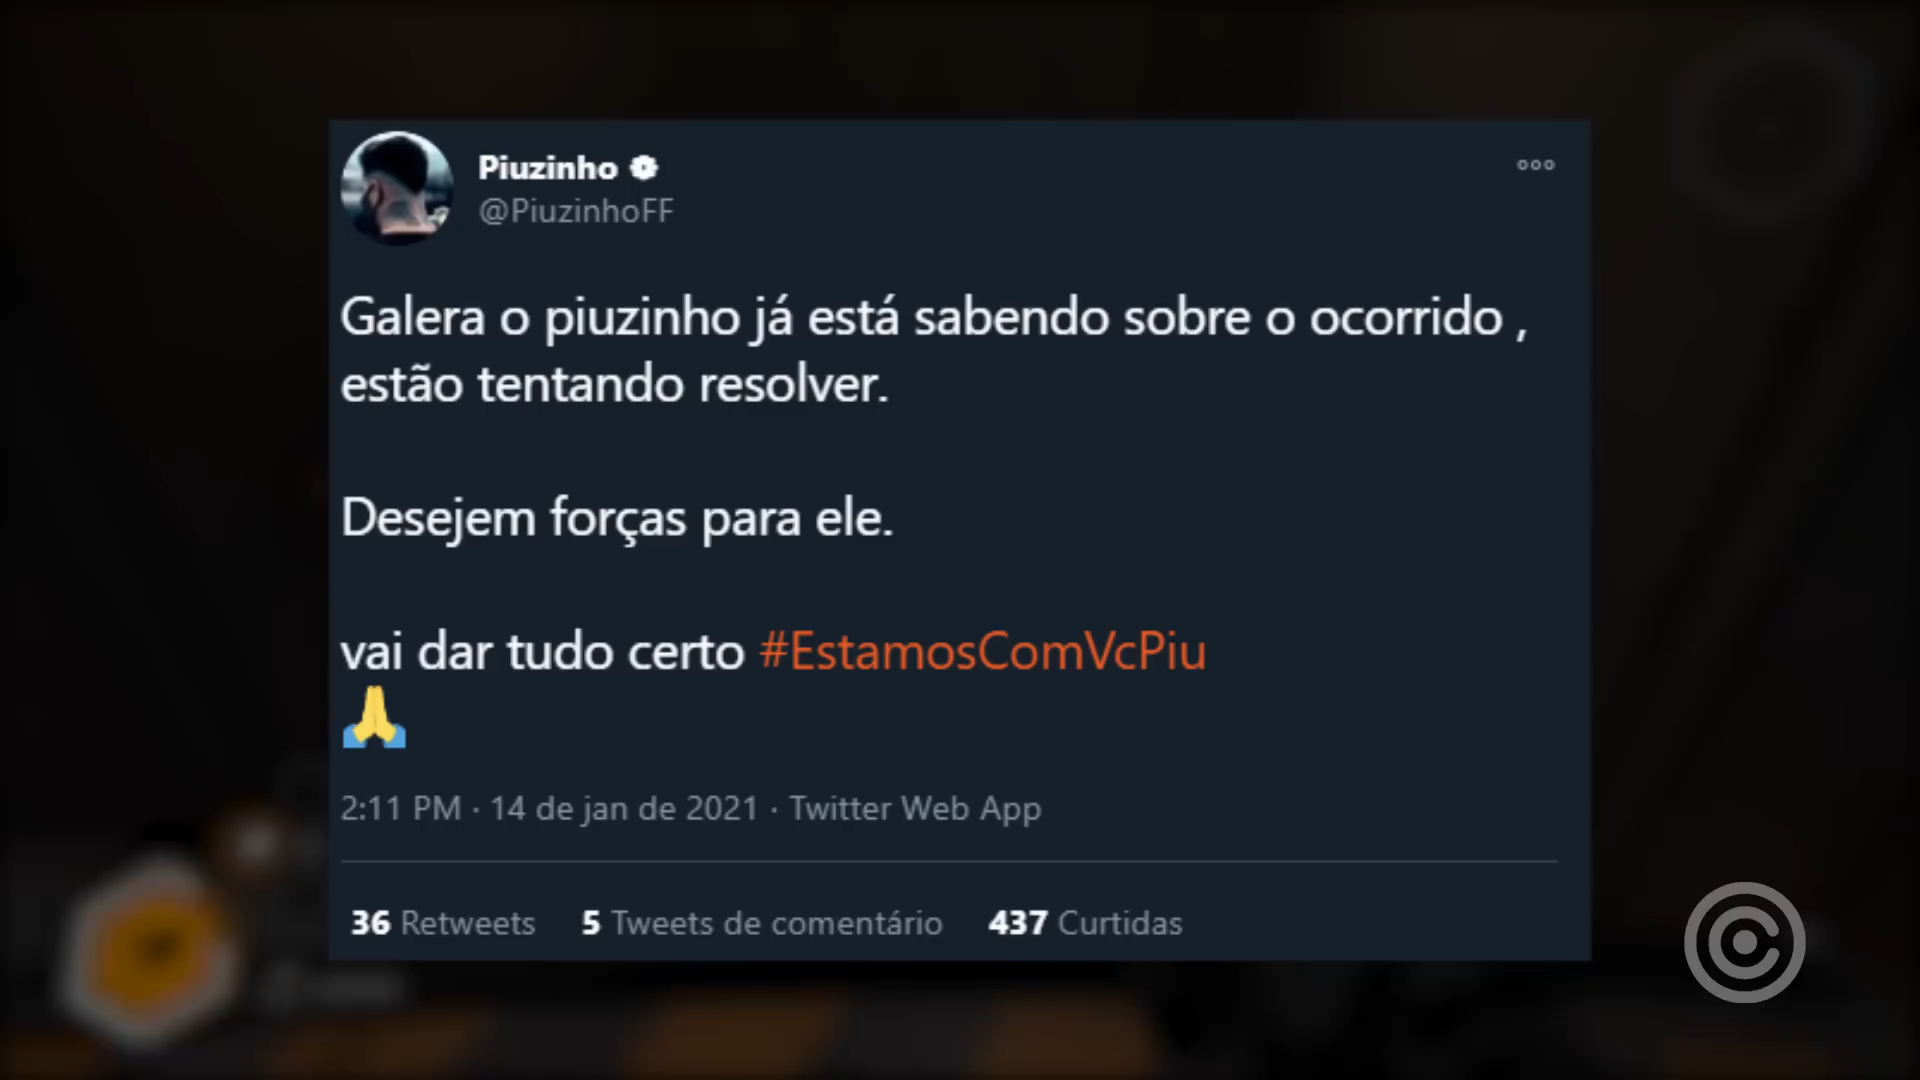 Piuzinho
@PiuzinhoFF
Galera o piuzinho já está sabendo sobre o ocorrido ,
estão tentando resolver.
Desejem forças para ele.
vai dar tudo certo #EstamosComVcPiu
🙏
2:11 PM · 14 de jan de 2021 · Twitter Web App
36 Retweets 5 Tweets de comentário 437 Curtidas